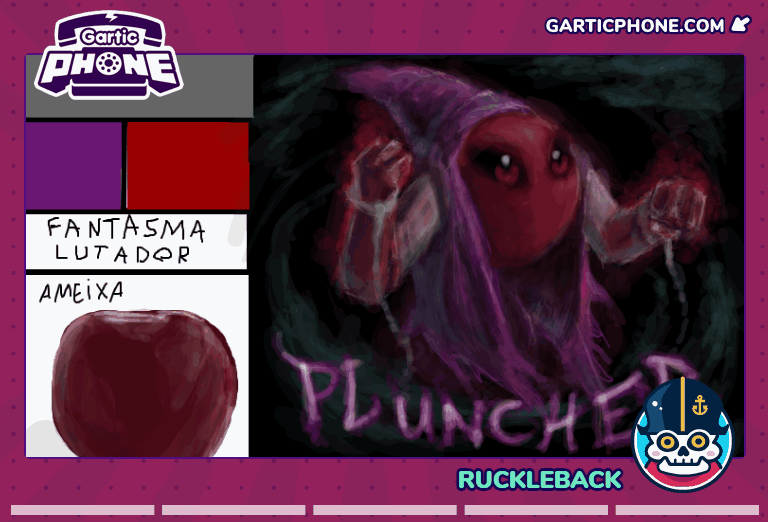 GARTICPHONE.COM
Gartic
PHONE
FANTASMA
LUTADOR
AMEIXA
PLUNCHED
RUCKLEBACK